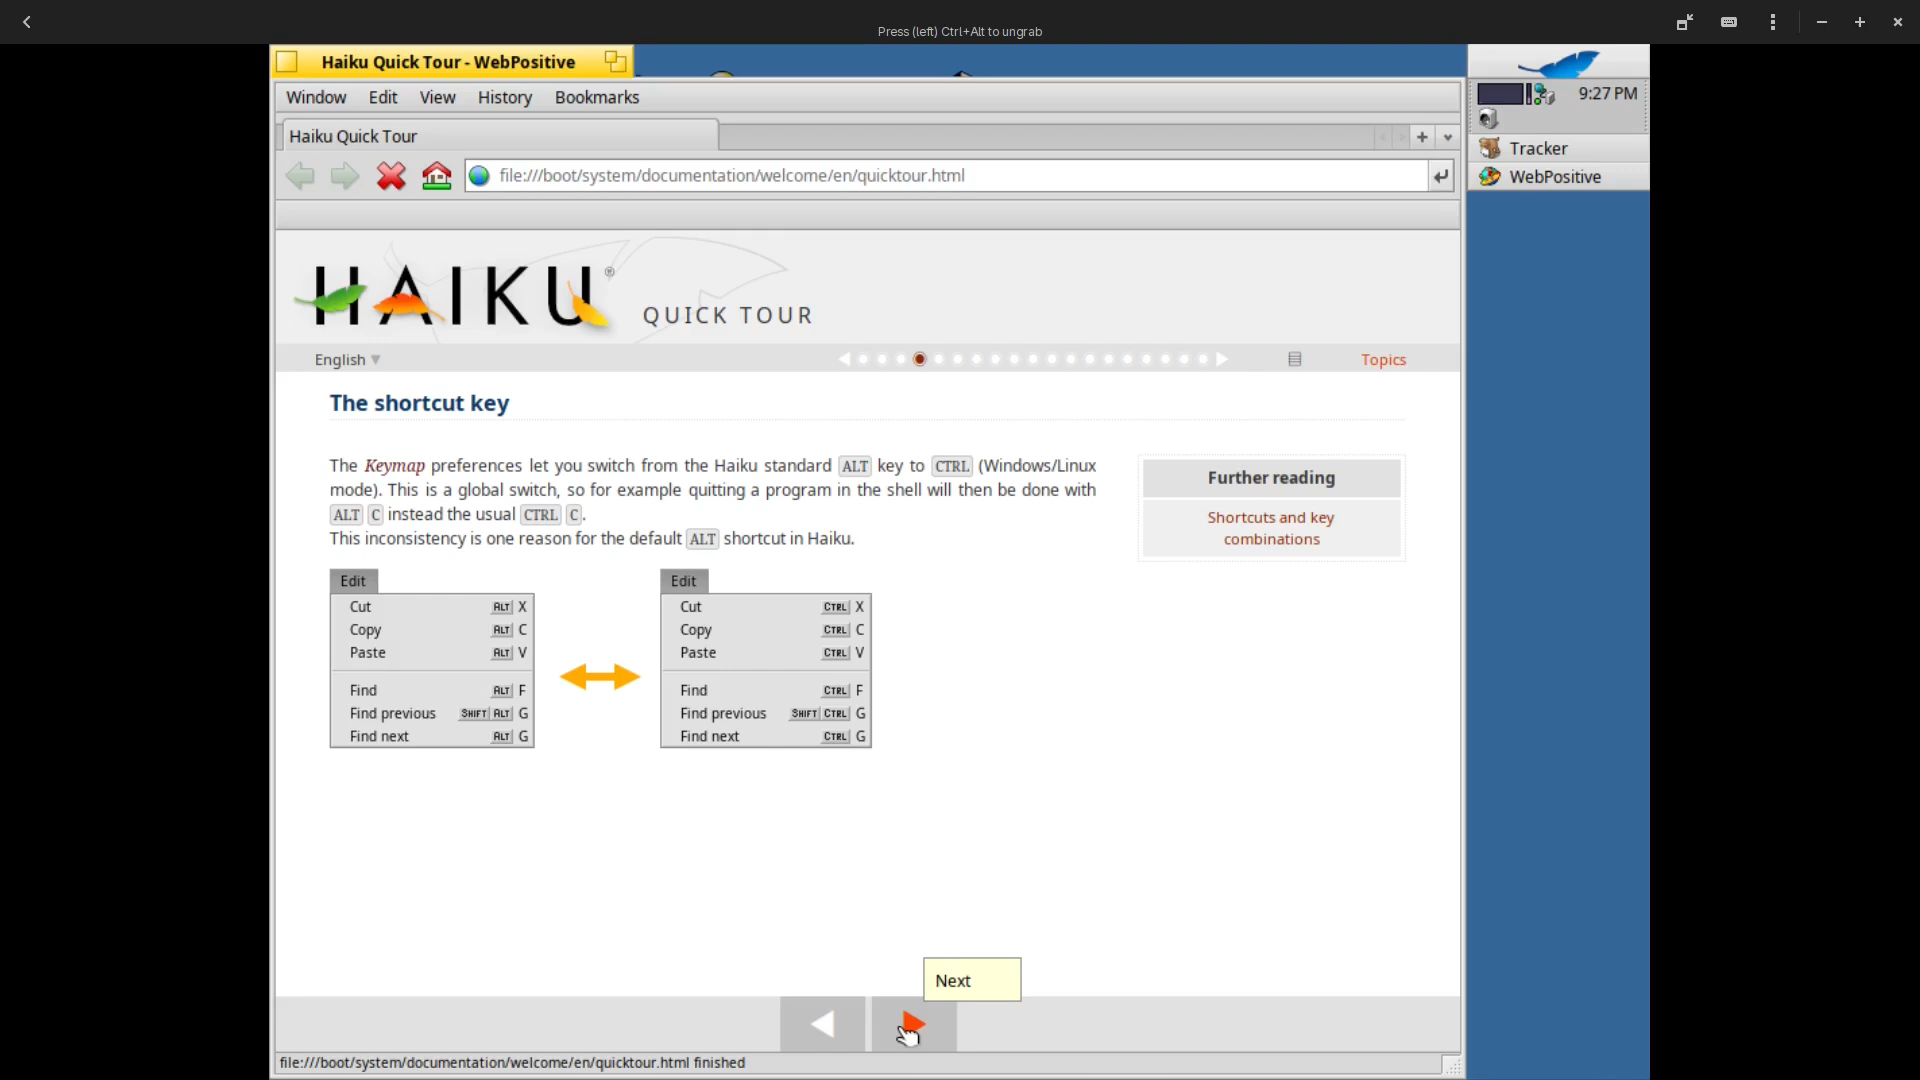 Press (left) Ctrl+Alt to ungrab
Haiku Quick Tour - WebPositive
Window Edit View History Bookmarks
9:27 PM
Tracker
WebPositive
Haiku Quick Tour
file:///boot/system/documentation/welcome/en/quicktour.html
HAIKU® QUICK TOUR
English
Topics
The shortcut key
The Keymap preferences let you switch from the Haiku standard ALT key to CTRL (Windows/Linux
mode). This is a global switch, so for example quitting a program in the shell will then be done with
ALT C instead the usual CTRL C.
This inconsistency is one reason for the default ALT shortcut in Haiku.
Further reading
Shortcuts and key
combinations
Edit
Cut ALT X
Copy ALT C
Paste ALT V
Find ALT F
Find previous SHIFT ALT G
Find next ALT G
Edit
Cut CTRL X
Copy CTRL C
Paste CTRL V
Find CTRL F
Find previous SHIFT CTRL G
Find next CTRL G
Next
file:///boot/system/documentation/welcome/en/quicktour.html finished